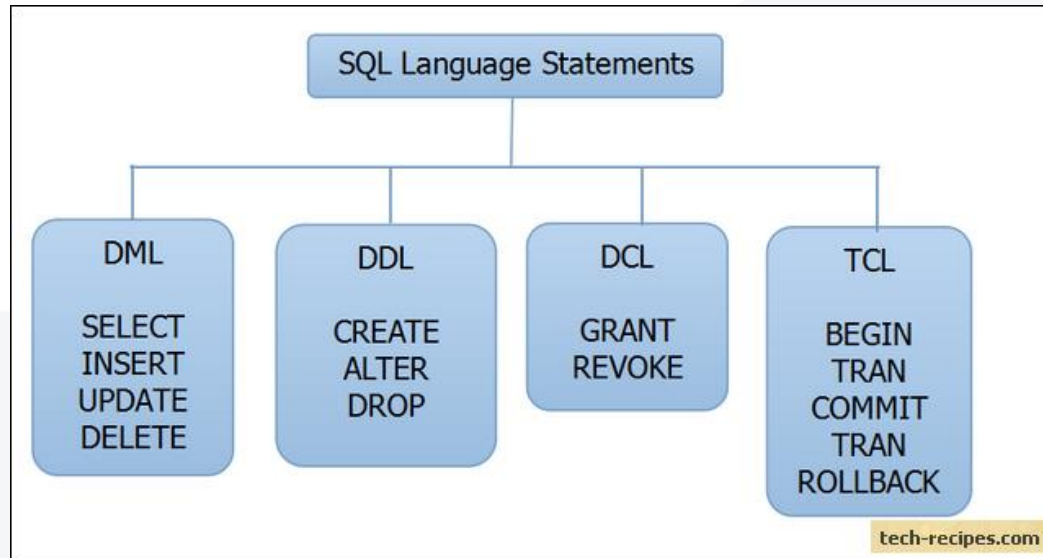 SQL Language Statements
DML
SELECT
INSERT
UPDATE
DELETE
DDL
CREATE
ALTER
DROP
DCL
GRANT
REVOKE
TCL
BEGIN
TRAN
COMMIT
TRAN
ROLLBACK
tech-recipes.com